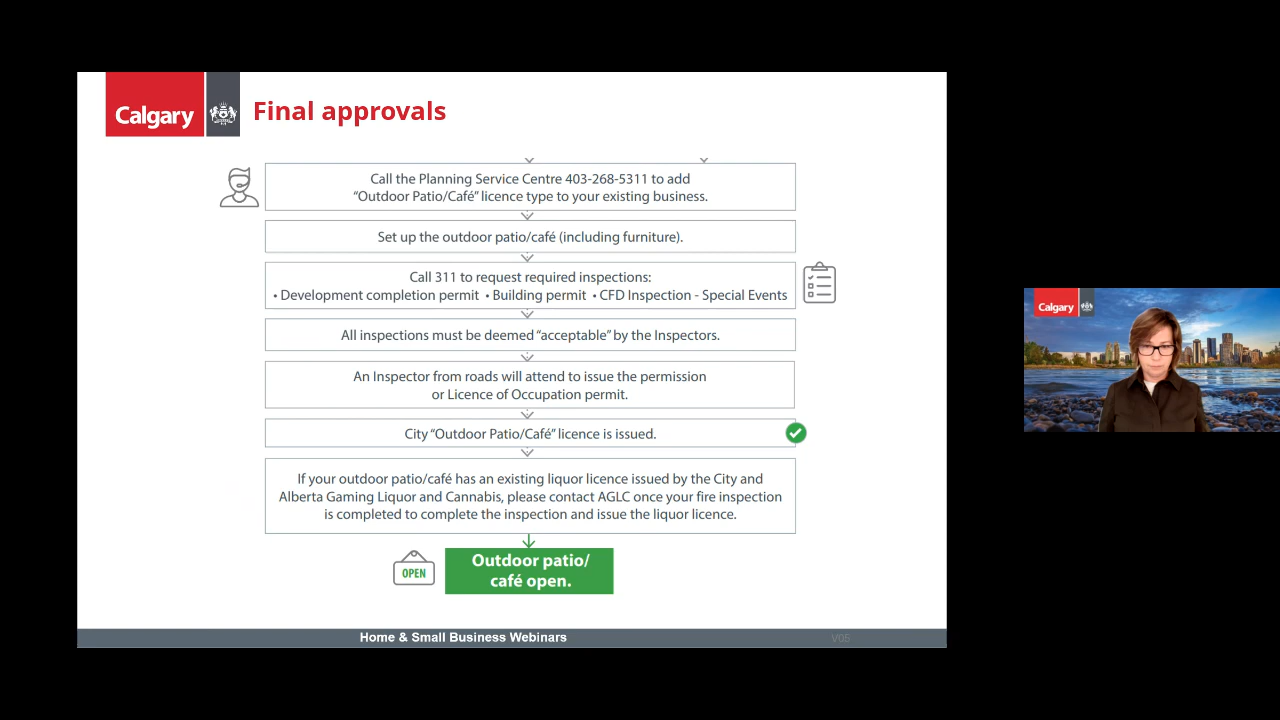 Calgary
Final approvals
Call the Planning Service Centre 403-268-5311 to add
“Outdoor Patio/Café” licence type to your existing business.
Set up the outdoor patio/café (including furniture).
Call 311 to request required inspections:
• Development completion permit • Building permit • CFD Inspection - Special Events
All inspections must be deemed “acceptable” by the Inspectors.
An Inspector from roads will attend to issue the permission
or Licence of Occupation permit.
City “Outdoor Patio/Café” licence is issued.
If your outdoor patio/café has an existing liquor licence issued by the City and
Alberta Gaming Liquor and Cannabis, please contact AGLC once your fire inspection
is completed to complete the inspection and issue the liquor licence.
OPEN
Outdoor patio/
café open.
Home & Small Business Webinars
V05
Calgary